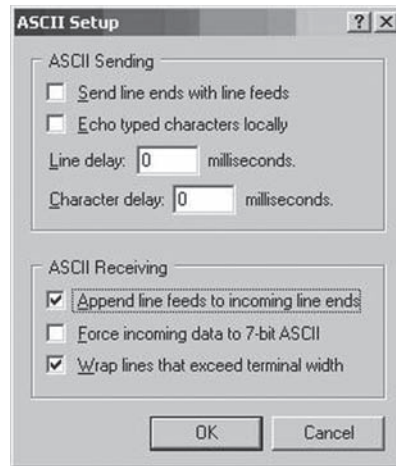 ASCII Setup
ASCII Sending
Send line ends with line feeds
Echo typed characters locally
Line delay: 0 milliseconds.
Character delay: 0 milliseconds.
ASCII Receiving
Append line feeds to incoming line ends
Force incoming data to 7-bit ASCII
Wrap lines that exceed terminal width
OK Cancel